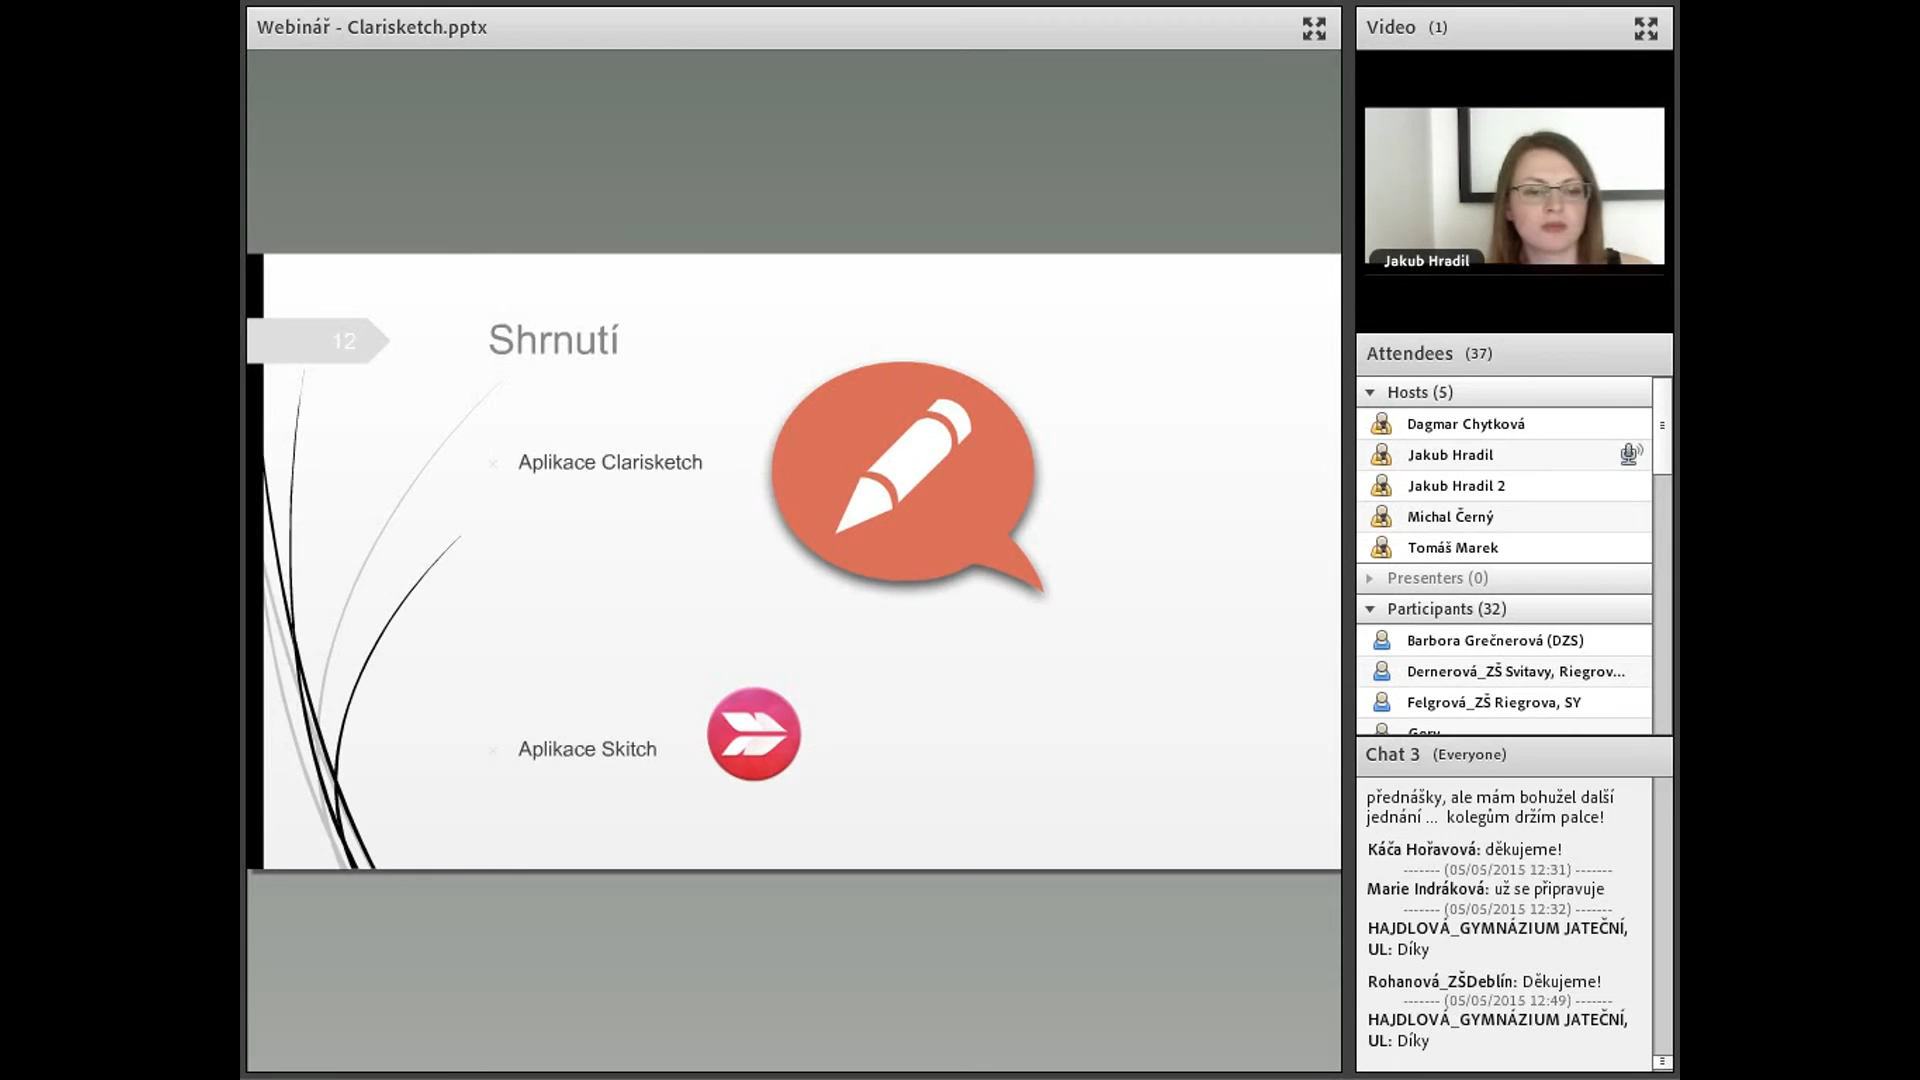 Webinář - Clarisketch.pptx
12
Shrnutí
Aplikace Clarisketch
Aplikace Skitch
Video (1)
Jakub Hradil
Attendees (37)
Hosts (5)
Dagmar Chytková
Jakub Hradil
Jakub Hradil 2
Michal Černý
Tomáš Marek
Presenters (0)
Participants (32)
Barbora Grečnerová (DZS)
Dernerová_ZŠ Svitavy, Riegrov...
Felgrová_ZŠ Riegrova, SY
Chat 3 (Everyone)
přednášky, ale mám bohužel další
jednání ... kolegům držím palce!
Káča Hořavová: děkujeme!
------- (05/05/2015 12:31) -------
Marie Indráková: už se připravuje
------- (05/05/2015 12:32) -------
HAJDLOVÁ_GYMNÁZIUM JATEČNÍ,
UL: Díky
Rohanová_ZŠDeblín: Děkujeme!
------- (05/05/2015 12:49) -------
HAJDLOVÁ_GYMNÁZIUM JATEČNÍ,
UL: Díky